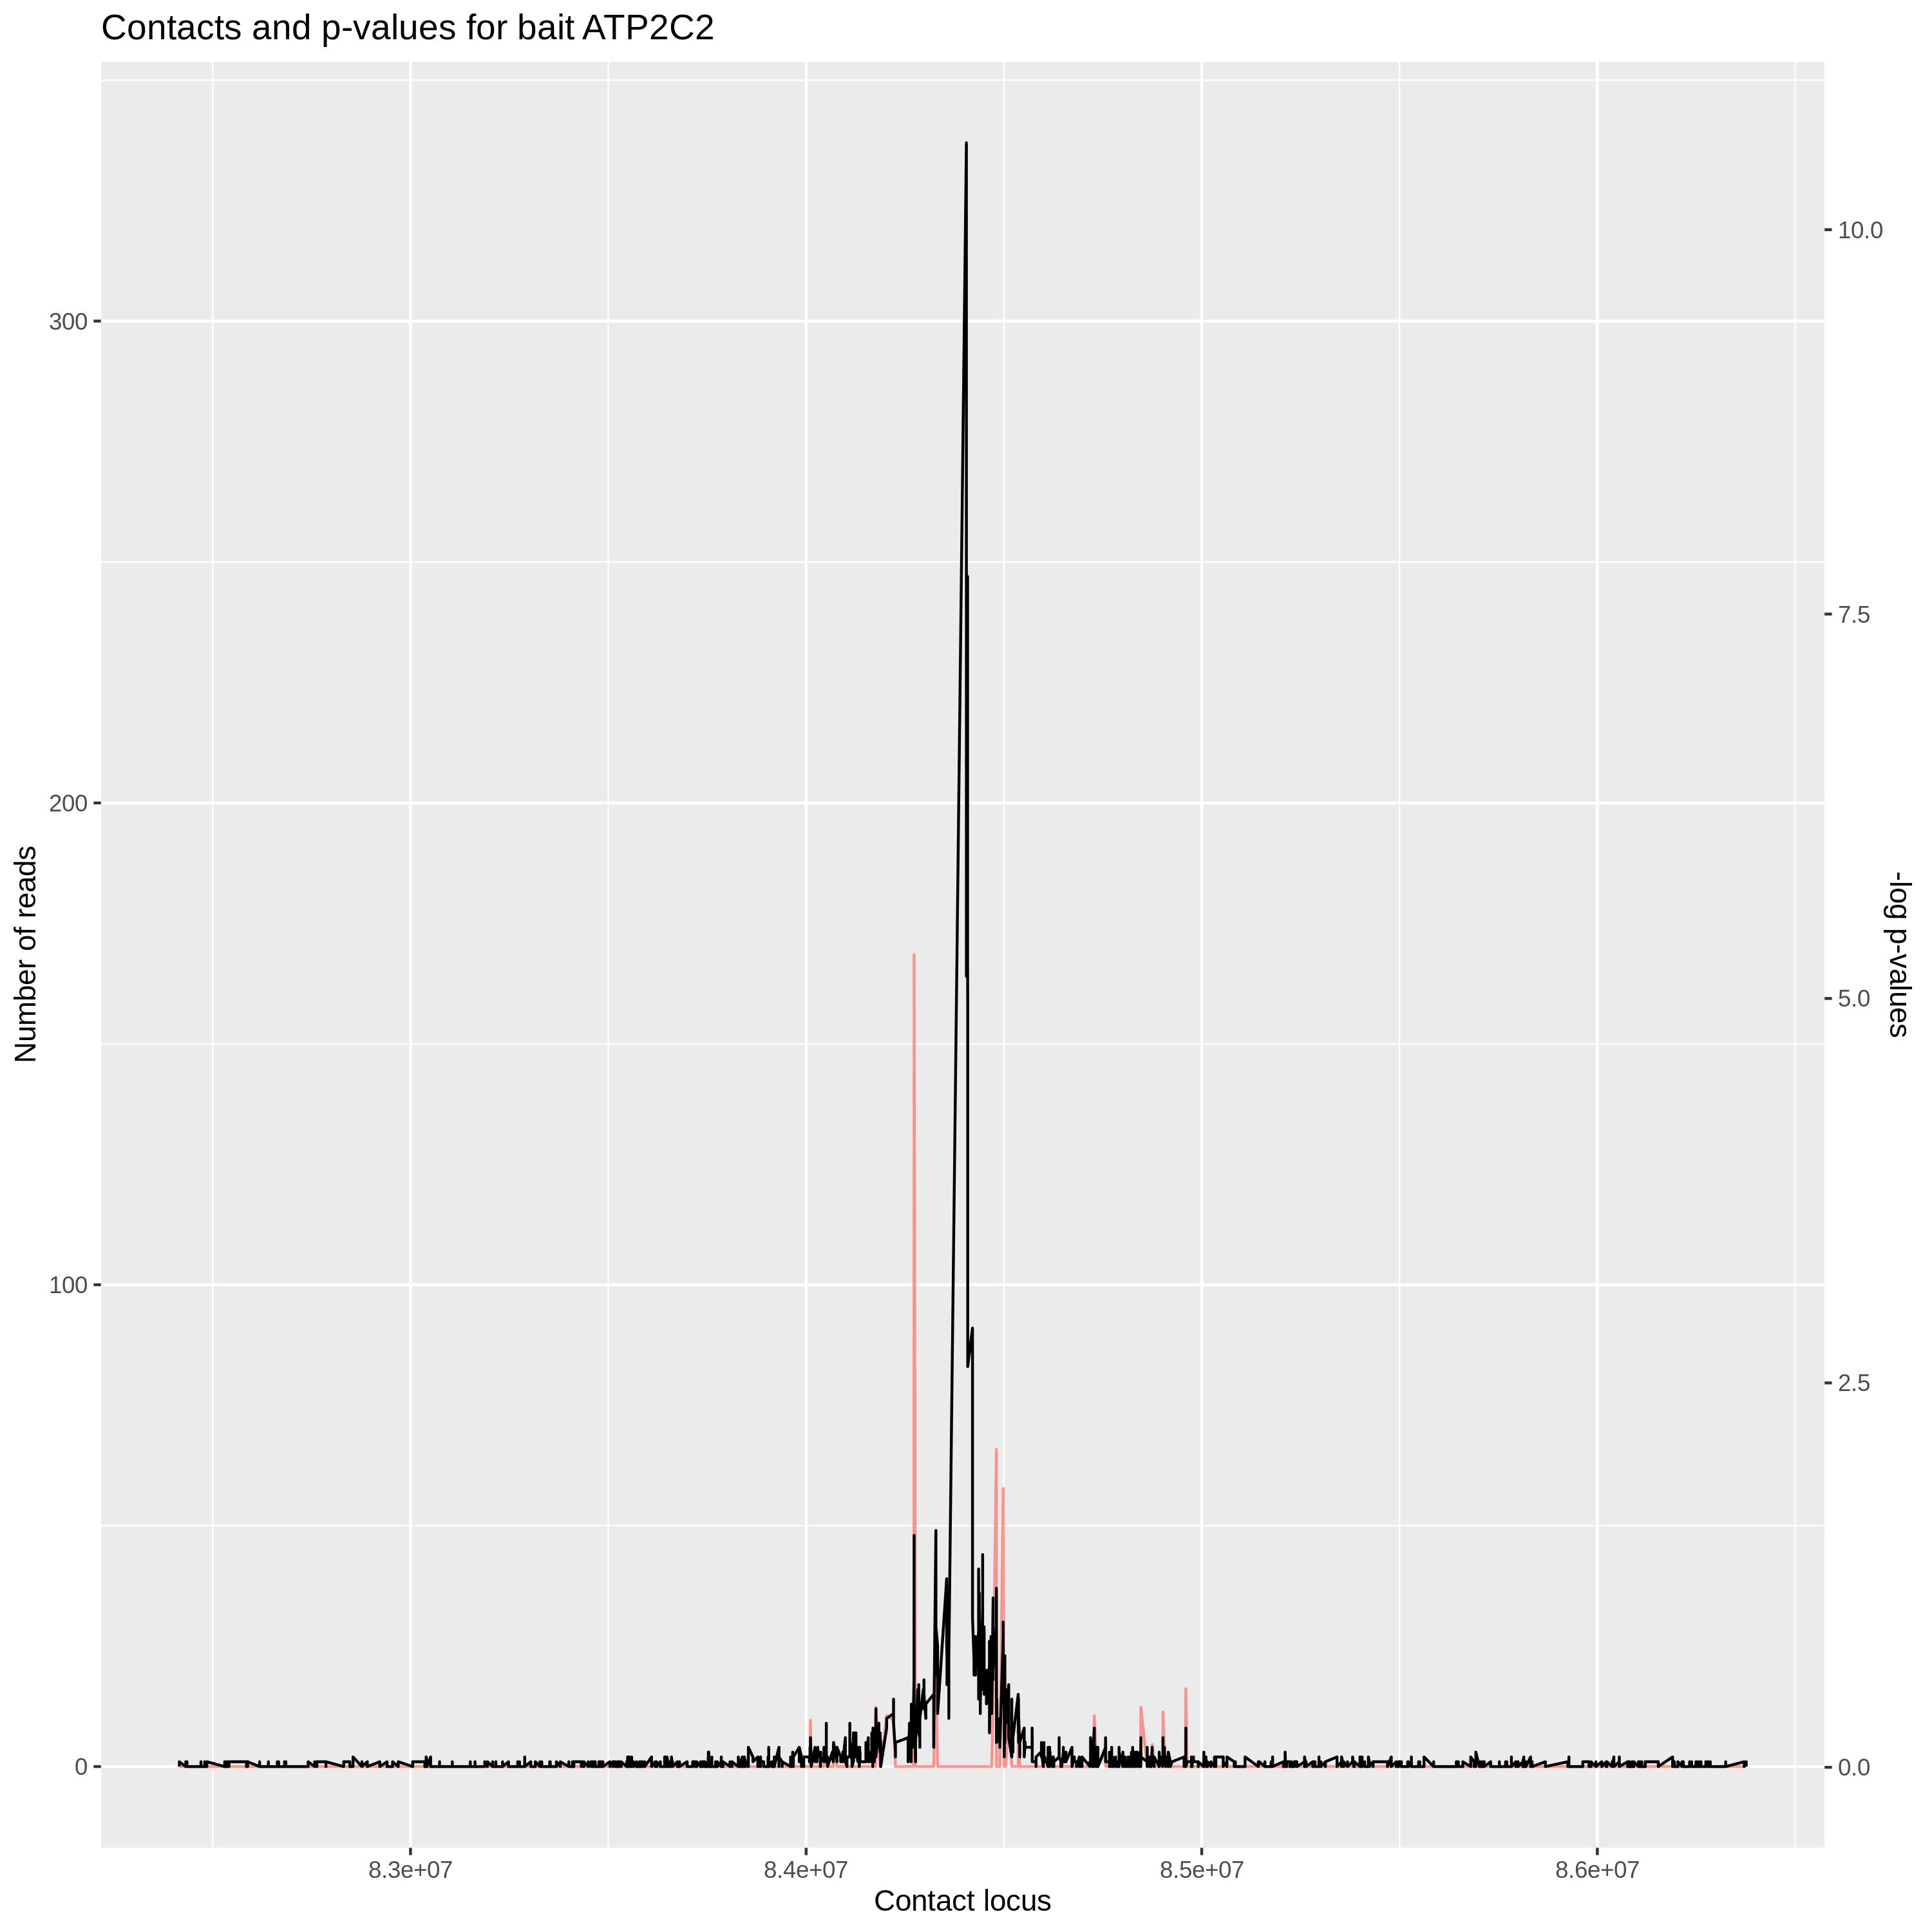 Contacts and p-values for bait ATP2C2
Number of reads
300
200
100
0
10.0
7.5
5.0
2.5
0.0
-log p-values
8.3e+07
8.4e+07
8.5e+07
8.6e+07
Contact locus